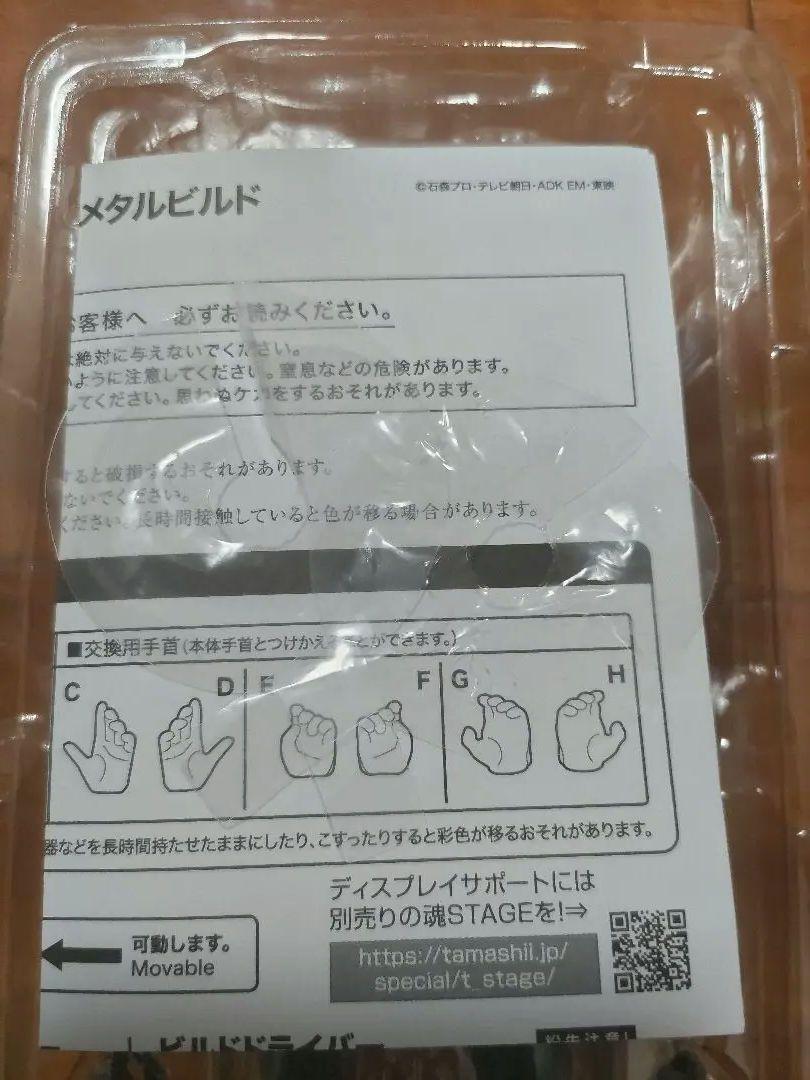 メタルビルド
©石森プロ・テレビ朝日・ADK EM・東映
お客様へ 必ずお読みください。
絶対に与えないでください。
ように注意してください。窒息などの危険があります。
してください。思わぬケガをするおそれがあります。
すると破損するおそれがあります。
ないでください。
ください。長時間接触していると色が移る場合があります。
■交換用手首(本体手首とつけかえることができます。)
C D E F G H
器などを長時間持たせたままにしたり、こすったりすると彩色が移るおそれがあります。
ディスプレイサポートには
別売りの魂STAGEを!⇒
https://tamashii.jp/
special/t_stage/
可動します。
Movable
ビルドドライバー
紛失注意!